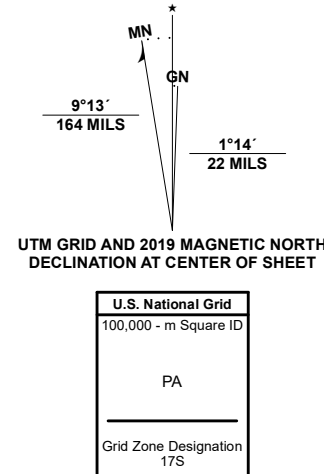 ★
MN
GN
9°13´
164 MILS
1°14´
22 MILS
UTM GRID AND 2019 MAGNETIC NORTH
DECLINATION AT CENTER OF SHEET
U.S. National Grid
100,000 - m Square ID
PA
Grid Zone Designation
17S